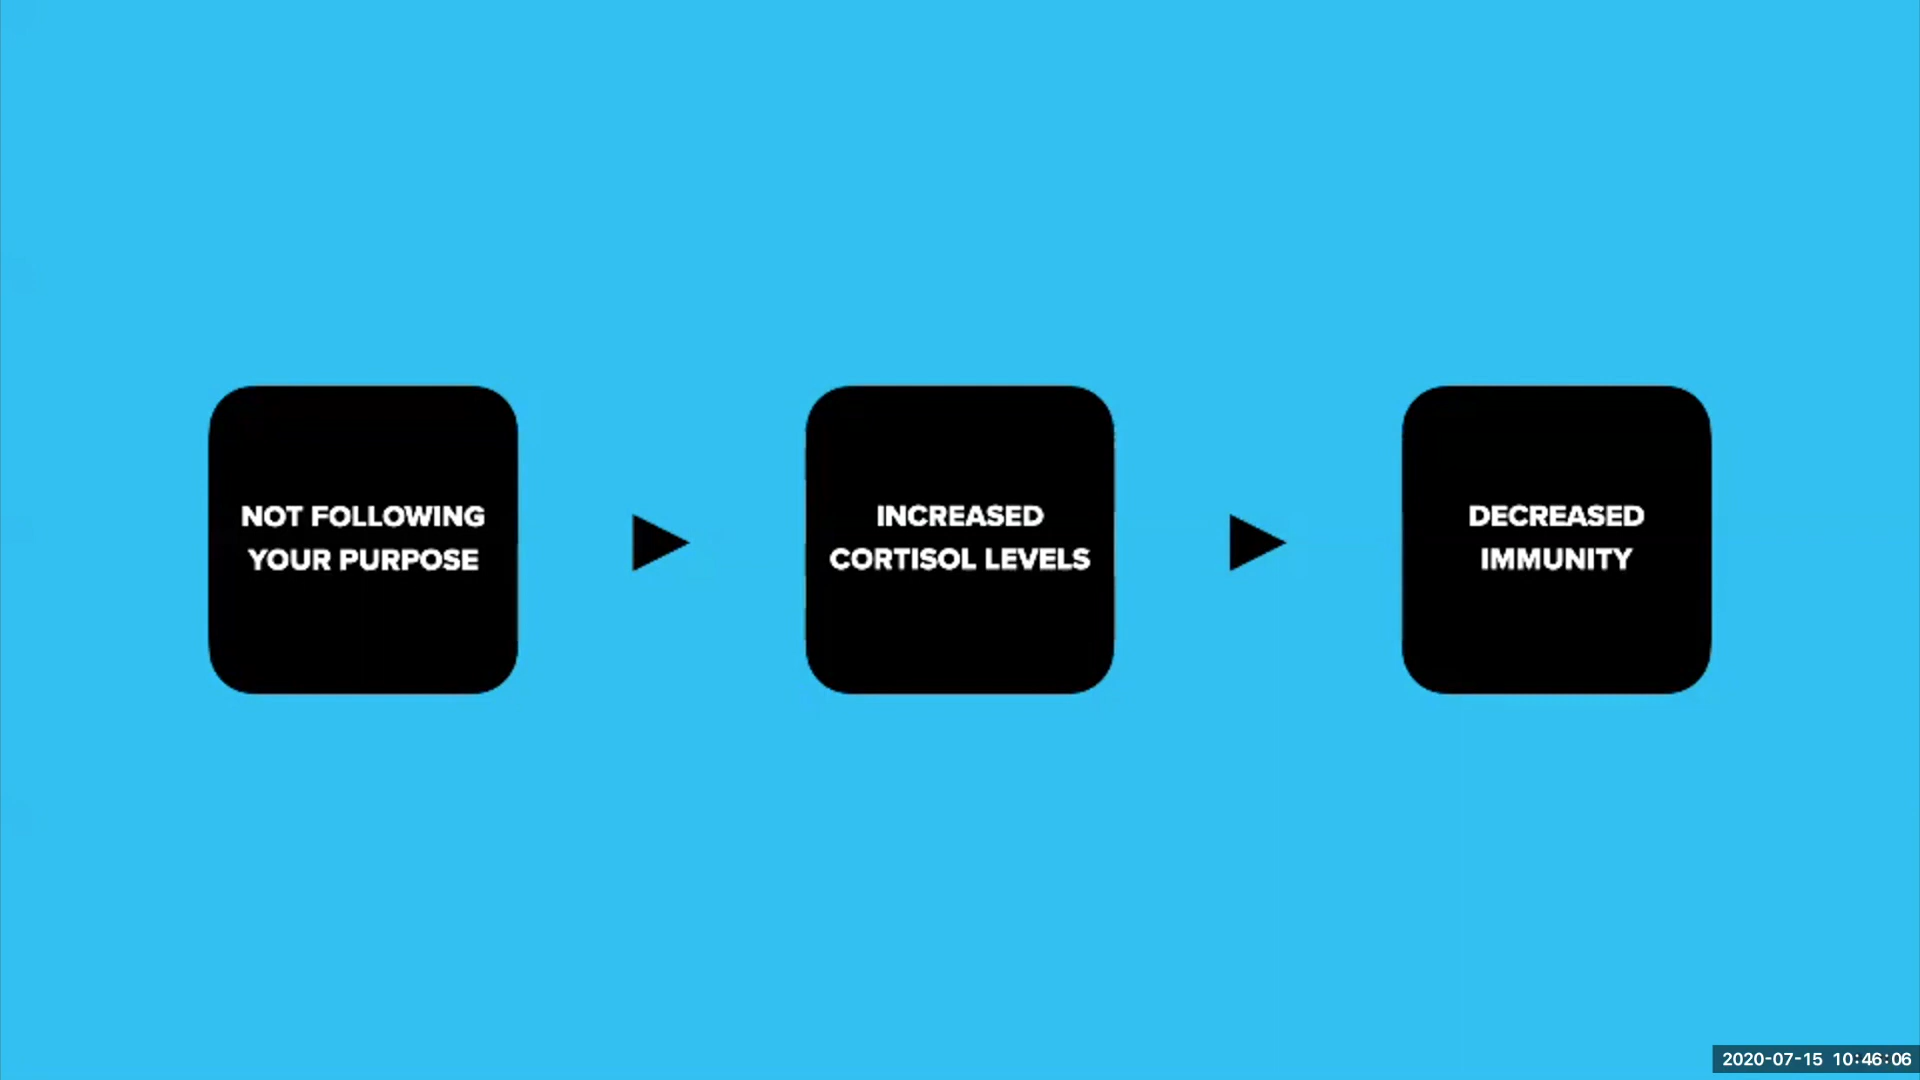 NOT FOLLOWING
YOUR PURPOSE
INCREASED
CORTISOL LEVELS
DECREASED
IMMUNITY
2020-07-15 10:46:06